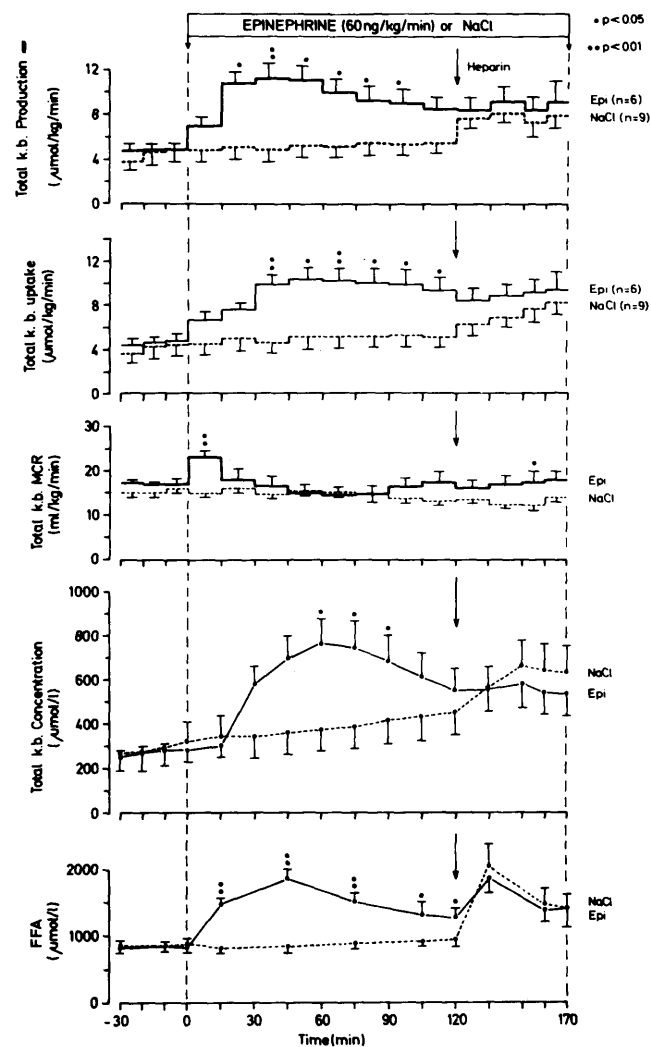 EPINEPHRINE (60ng/kg/min) or NaCl
• p<0.05
•• p<0.01
Heparin
Total k.b. Production
(μmol/kg/min)
12
8
4
0
Epi (n=6)
NaCl (n=9)
Total k.b. uptake
(μmol/kg/min)
12
8
4
0
Epi (n=6)
NaCl (n=9)
Total k.b. MCR
(ml/kg/min)
30
20
10
0
Epi
NaCl
Total k.b. Concentration
(μmol/l)
1000
800
600
400
200
0
NaCl
Epi
FFA
(μmol/l)
2000
1000
0
NaCl
Epi
-30 0 30 60 90 120 170
Time(min)